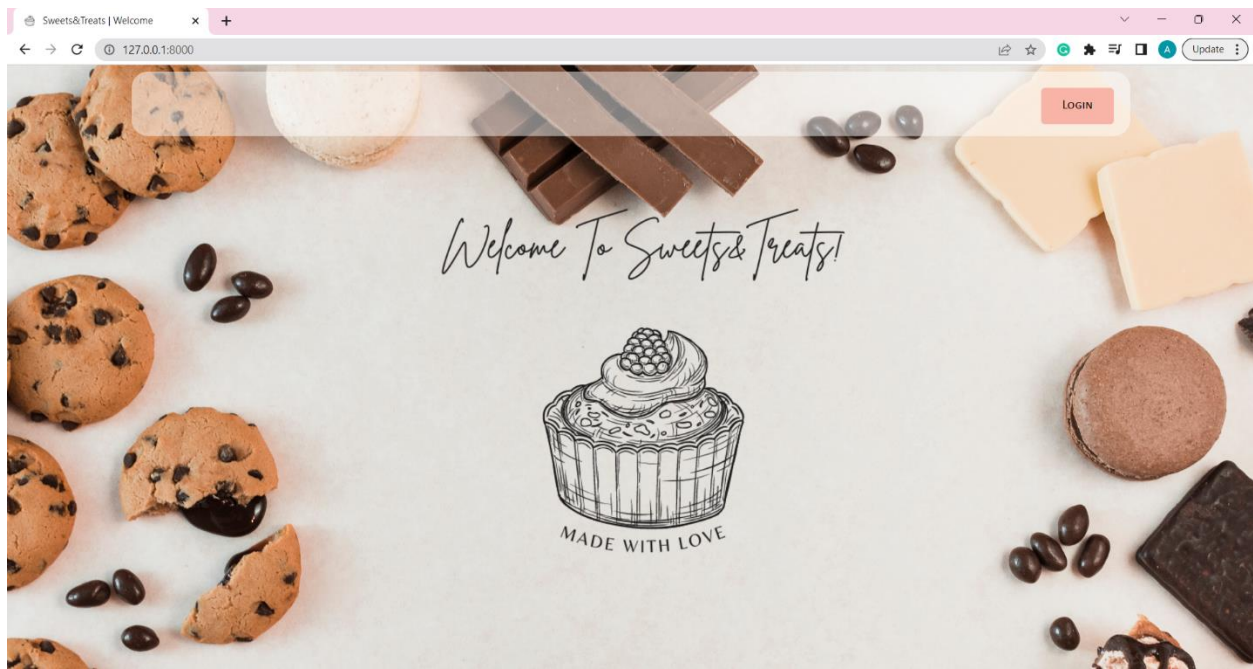 Sweets&Treats | Welcome
127.0.0.1:8000
A
Update
Login
Welcome To Sweets&Treats!
MADE WITH LOVE